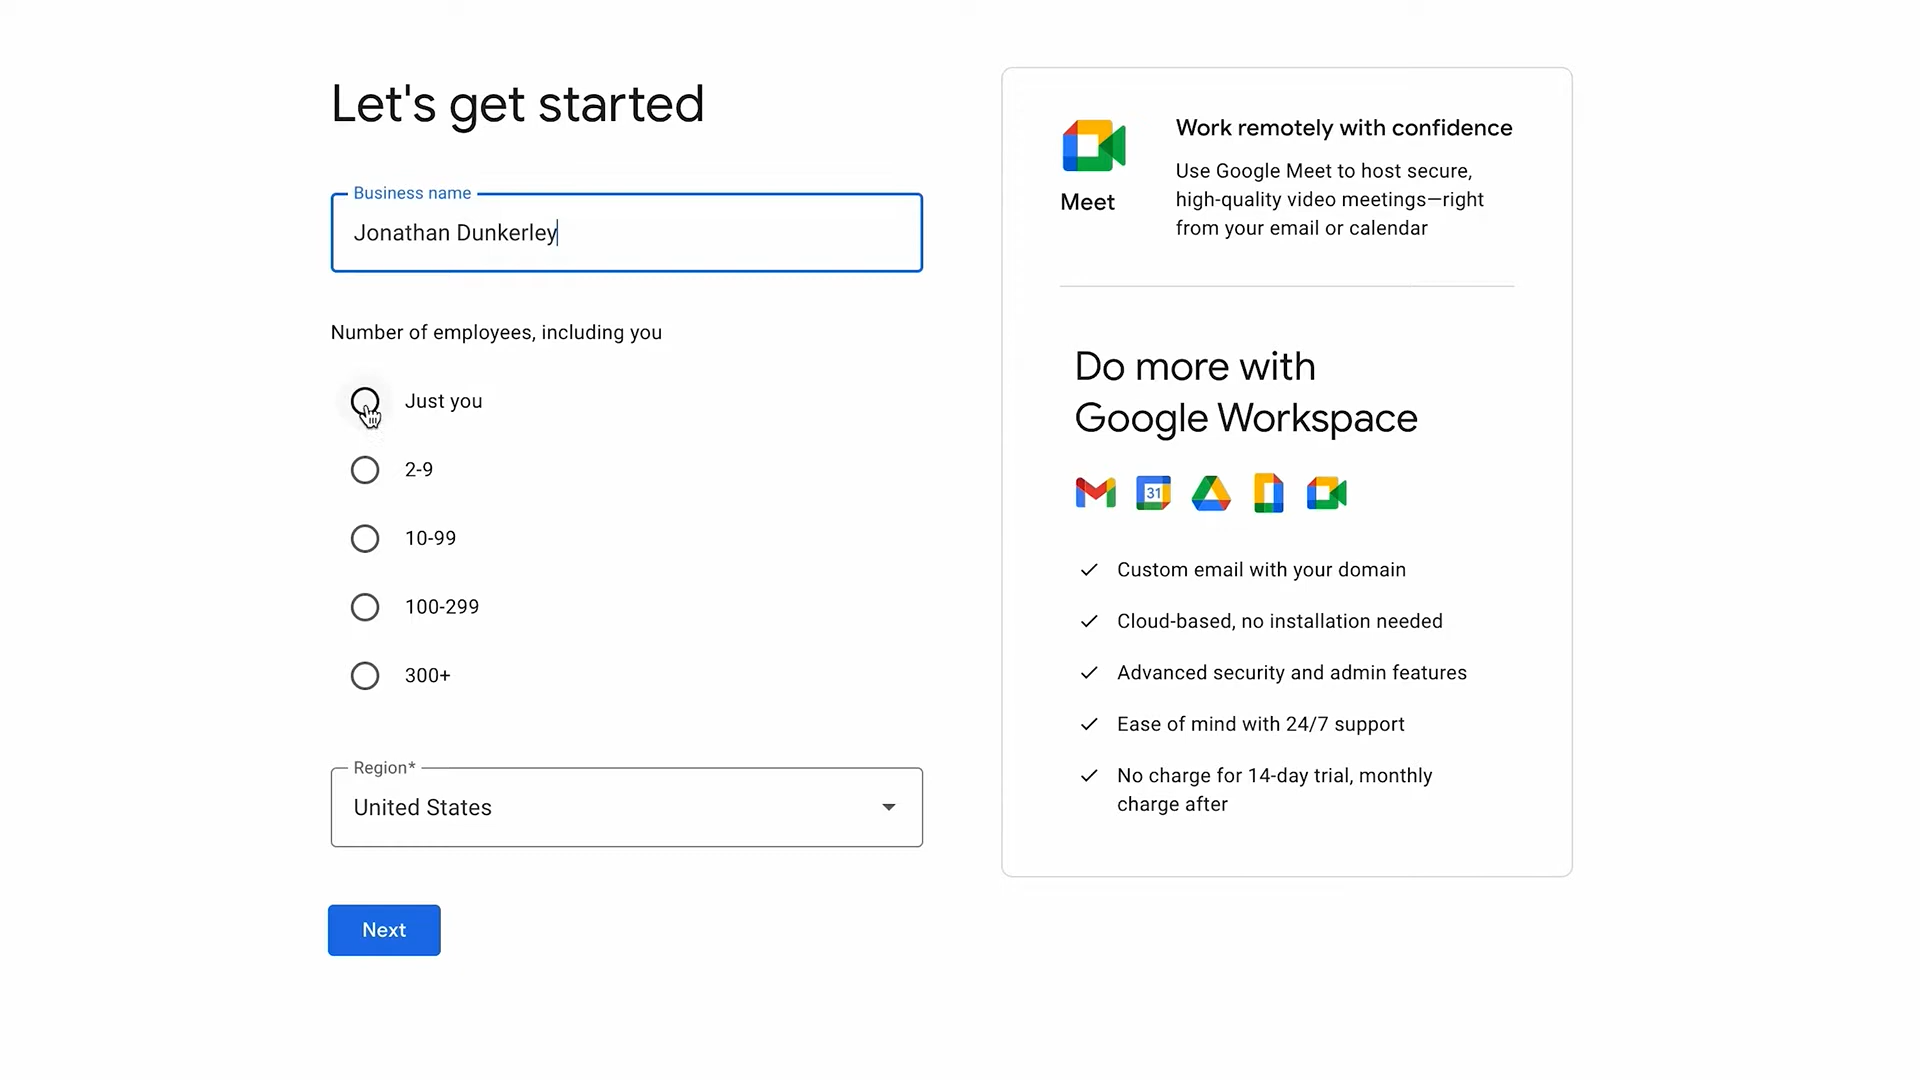 Let's get started
Business name
Jonathan Dunkerley
Number of employees, including you
Just you
2-9
10-99
100-299
300+
Region*
United States
Next
Meet
Work remotely with confidence
Use Google Meet to host secure,
high-quality video meetings—right
from your email or calendar
Do more with
Google Workspace
31
Custom email with your domain
Cloud-based, no installation needed
Advanced security and admin features
Ease of mind with 24/7 support
No charge for 14-day trial, monthly
charge after